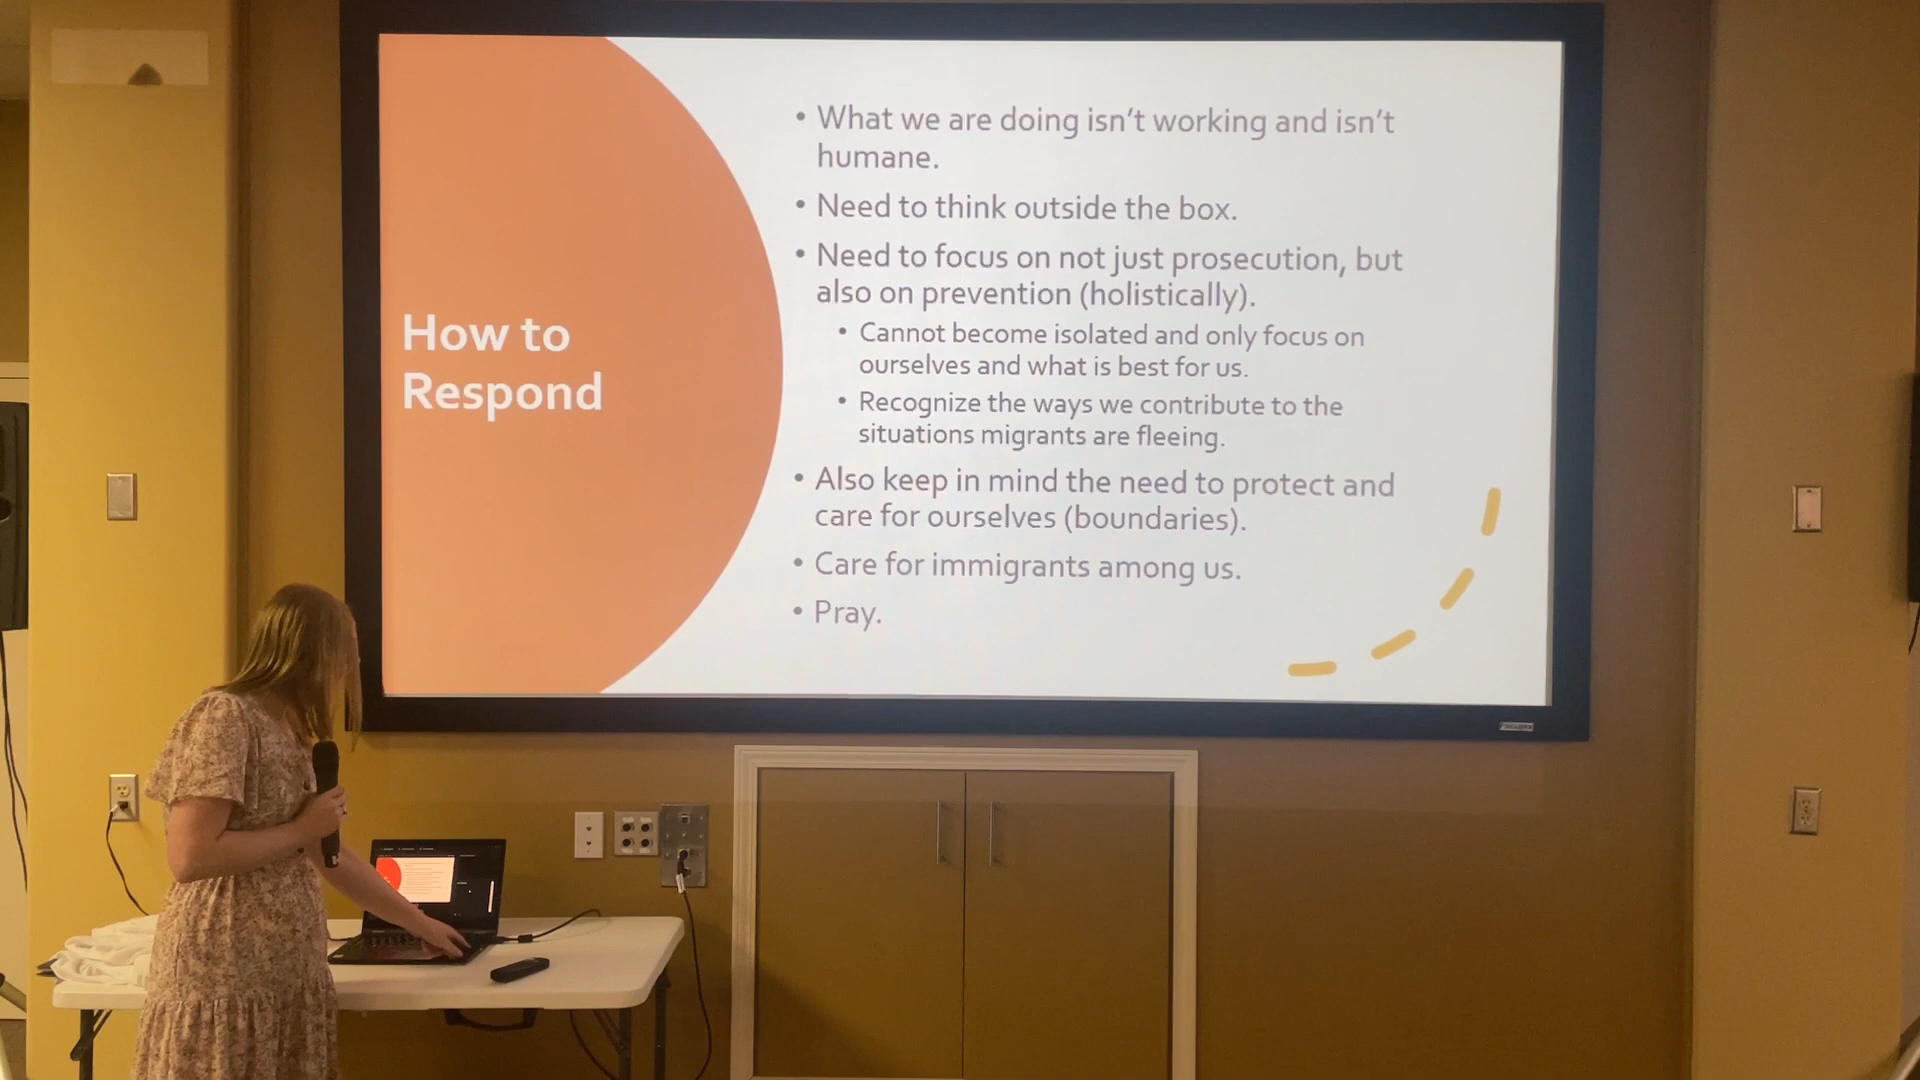 How to
Respond
• What we are doing isn't working and isn't
humane.
• Need to think outside the box.
• Need to focus on not just prosecution, but
also on prevention (holistically).
• Cannot become isolated and only focus on
ourselves and what is best for us.
• Recognize the ways we contribute to the
situations migrants are fleeing.
• Also keep in mind the need to protect and
care for ourselves (boundaries).
• Care for immigrants among us.
• Pray.